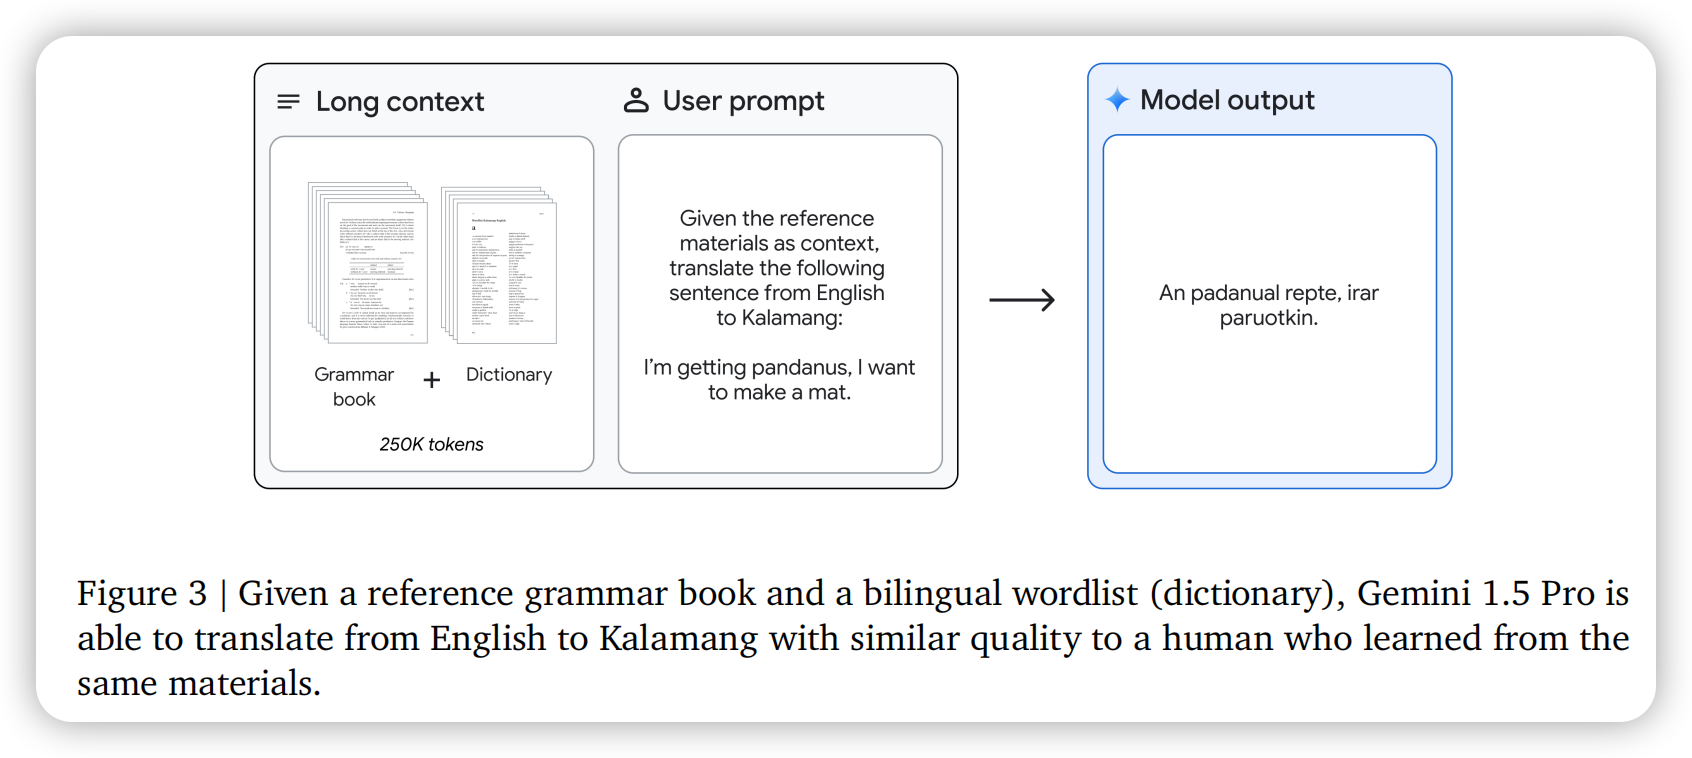 Long context
User prompt
Model output
Grammar
book
+
Dictionary
250K tokens
Given the reference
materials as context,
translate the following
sentence from English
to Kalamang:
I'm getting pandanus, I want
to make a mat.
An padanual repte, irar
paruotkin.
Figure 3 | Given a reference grammar book and a bilingual wordlist (dictionary), Gemini 1.5 Pro is
able to translate from English to Kalamang with similar quality to a human who learned from the
same materials.